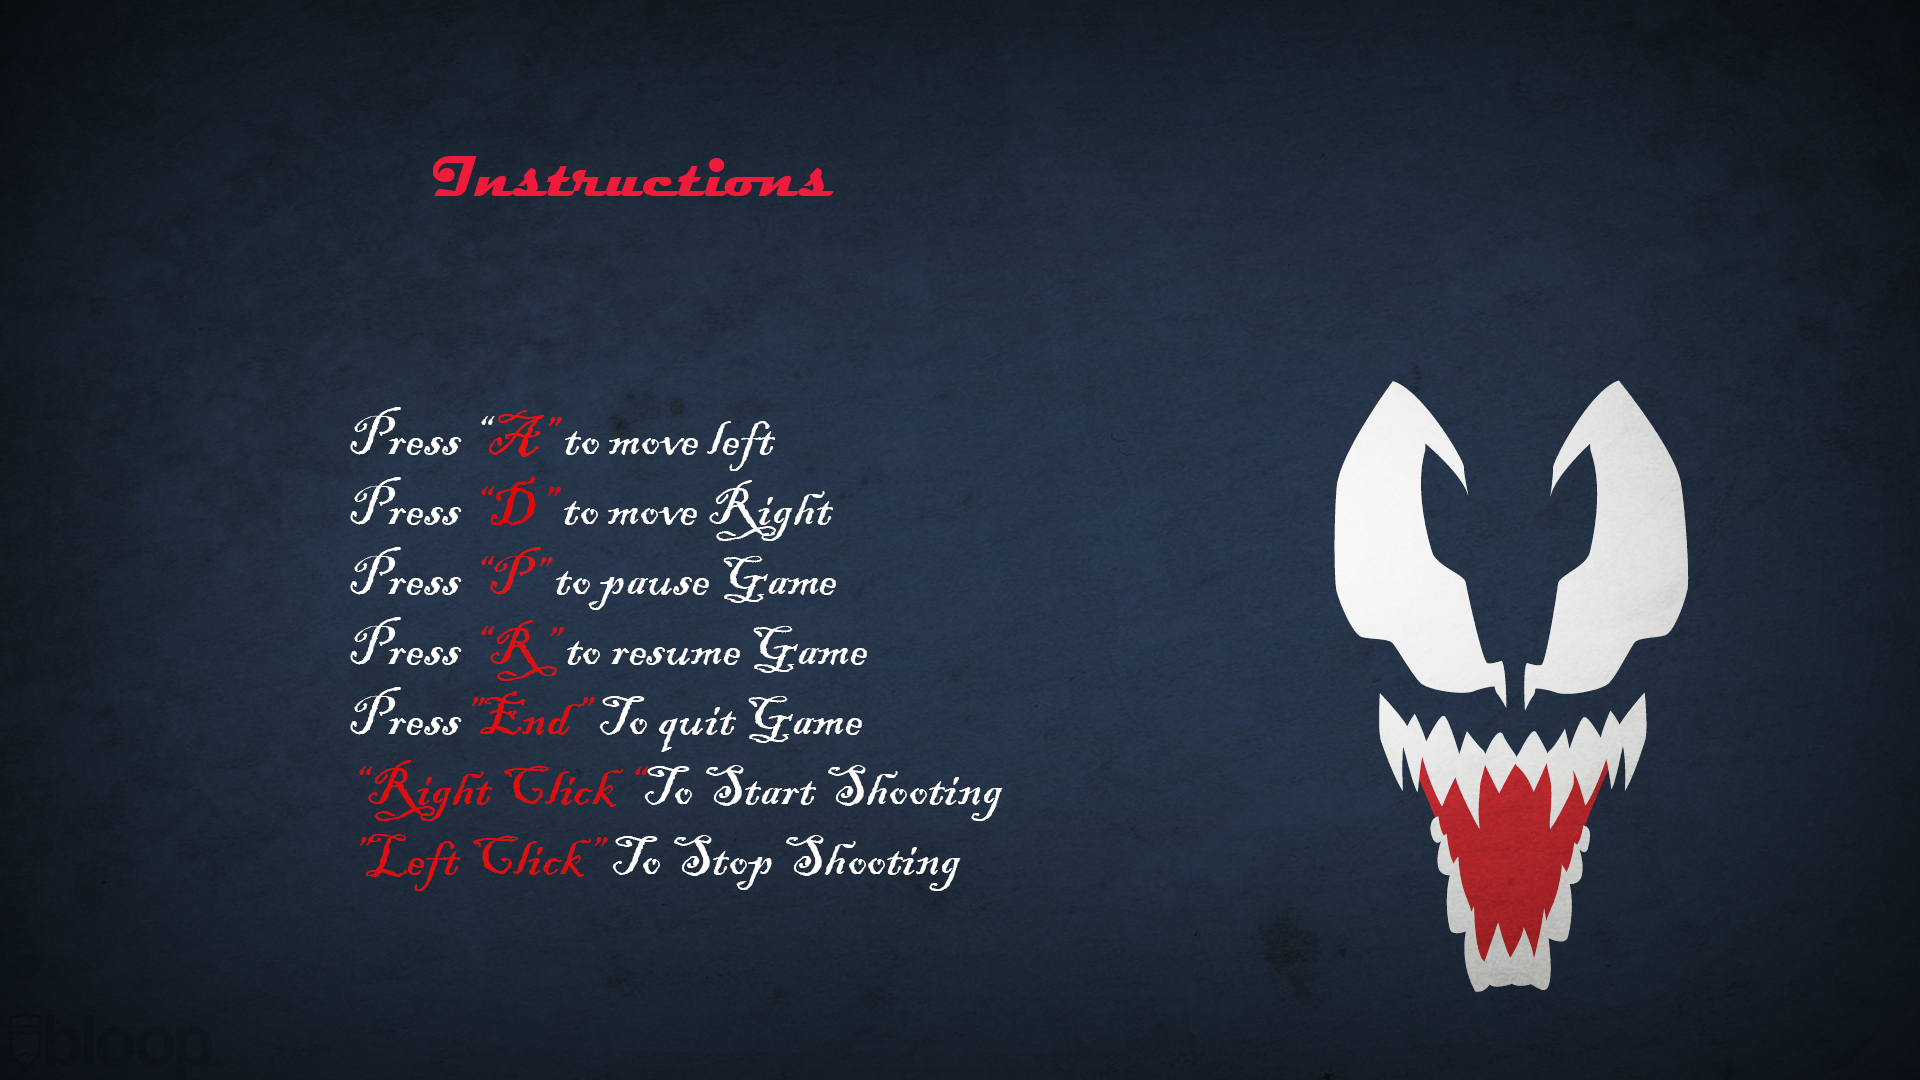 Instructions
Press “A” to move left
Press “D ” to move Right
Press “P” to pause Game
Press “R” to resume Game
Press "End" To quit Game
“Right Click “To Start Shooting
"Left Click" To Stop Shooting
bloop